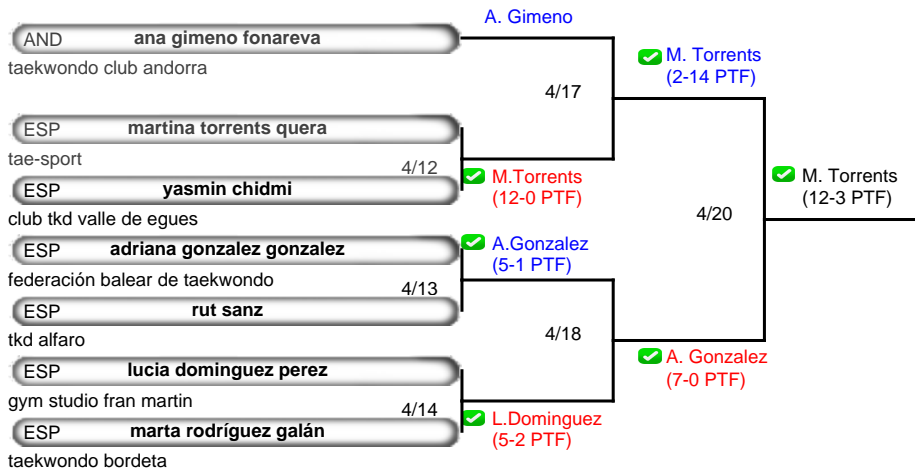 A. Gimeno
AND ana gimeno fonareva
taekwondo club andorra
M. Torrents
(2-14 PTF)
4/17
ESP martina torrents quera
tae-sport
4/12
ESP yasmin chidmi
M.Torrents
(12-0 PTF)
club tkd valle de egues
M. Torrents
(12-3 PTF)
4/20
ESP adriana gonzalez gonzalez
A.Gonzalez
(5-1 PTF)
federación balear de taekwondo
4/13
ESP rut sanz
tkd alfaro
4/18
ESP lucia dominguez perez
A. Gonzalez
(7-0 PTF)
gym studio fran martin
4/14
ESP marta rodríguez galán
L.Dominguez
(5-2 PTF)
taekwondo bordeta